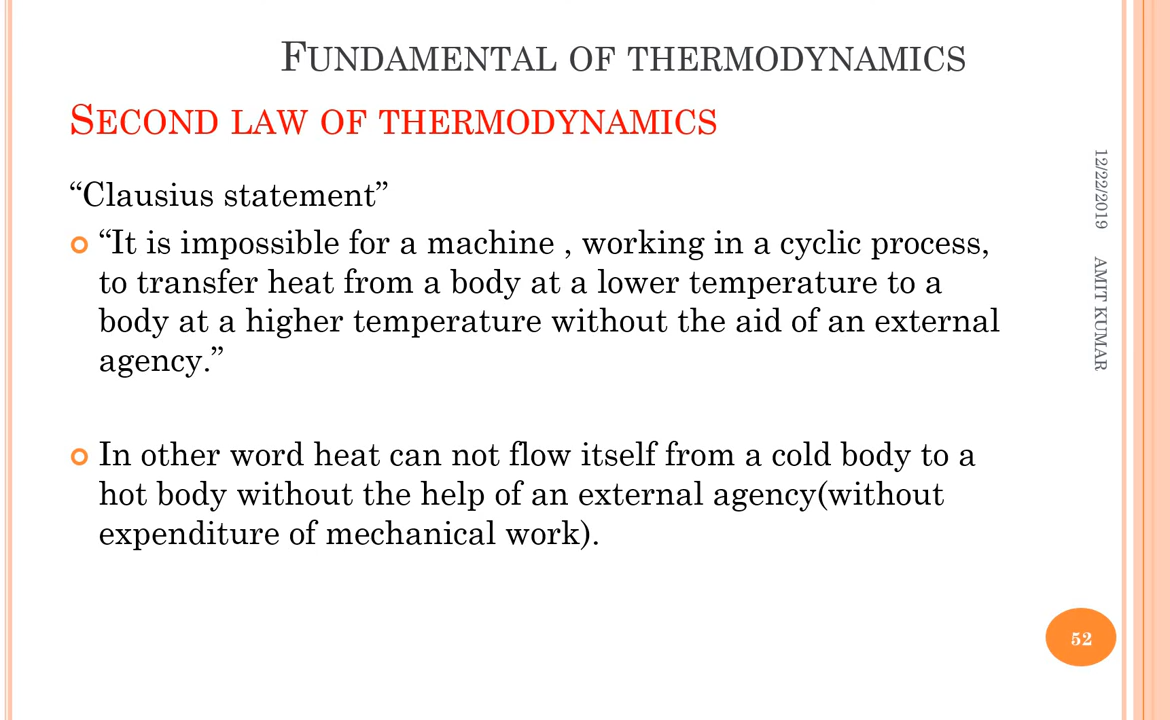 FUNDAMENTAL OF THERMODYNAMICS
SECOND LAW OF THERMODYNAMICS
“Clausius statement”
“It is impossible for a machine , working in a cyclic process,
to transfer heat from a body at a lower temperature to a
body at a higher temperature without the aid of an external
agency.”
In other word heat can not flow itself from a cold body to a
hot body without the help of an external agency(without
expenditure of mechanical work).
12/22/2019 AMIT KUMAR
52